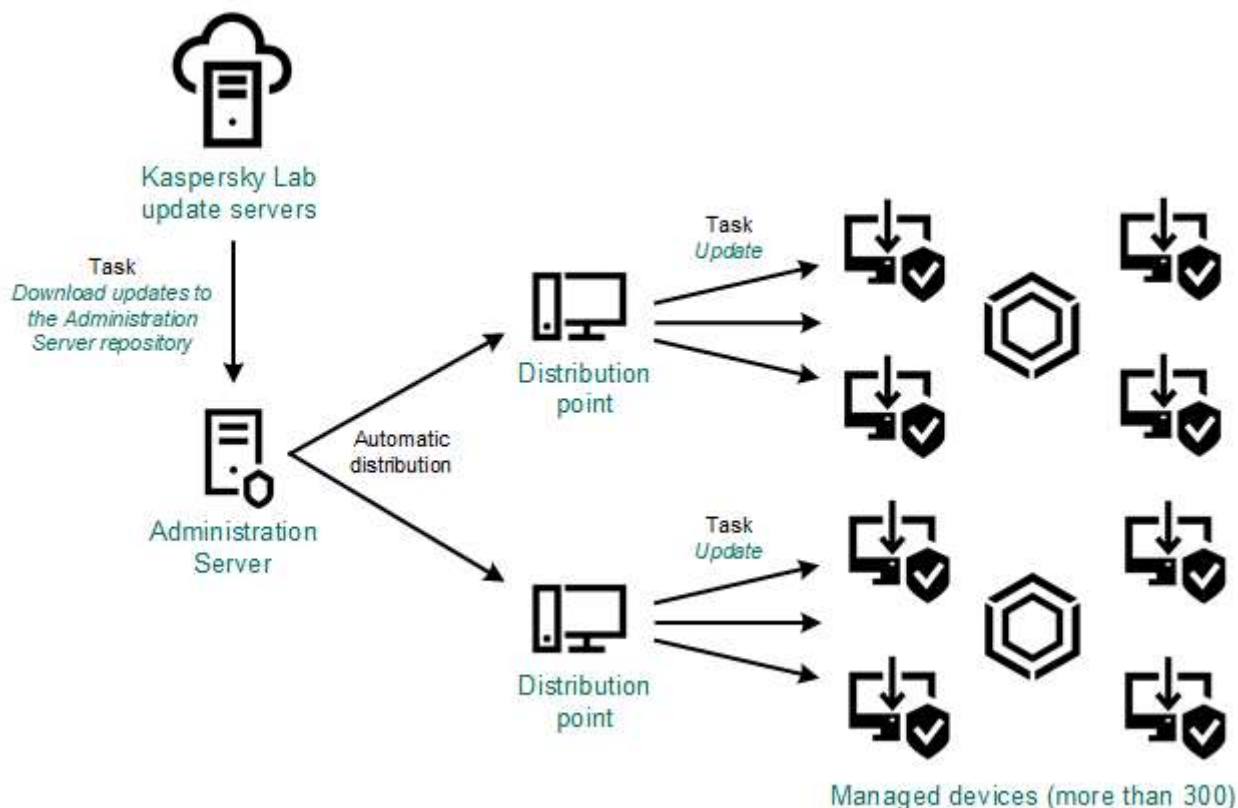 Kaspersky Lab
update servers
Task
Download updates to
the Administration
Server repository
Administration
Server
Automatic
distribution
Distribution
point
Task
Update
Distribution
point
Task
Update
Managed devices (more than 300)